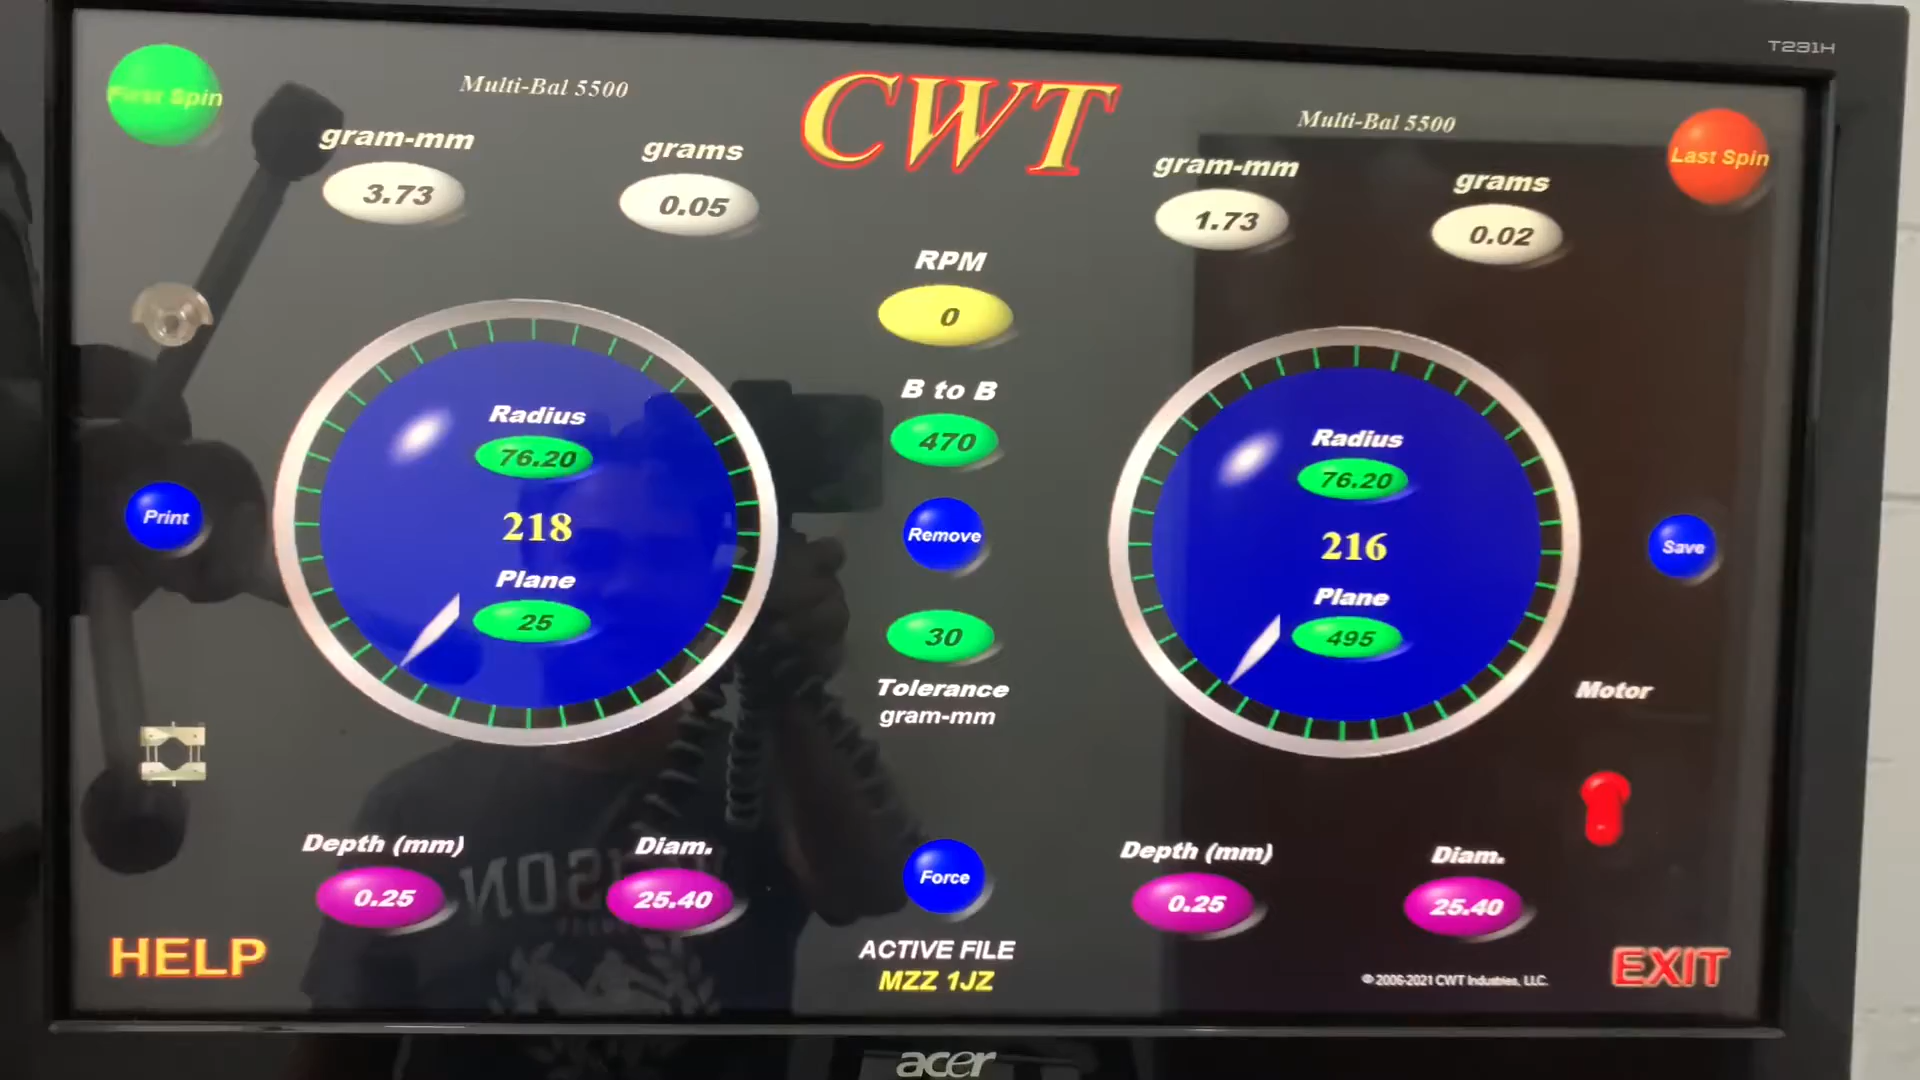 T231H
First Spin
Multi-Bal 5500
CWT
Multi-Bal 5500
Last Spin
gram-mm
3.73
grams
0.05
gram-mm
1.73
grams
0.02
RPM
0
B to B
470
Radius
76.20
218
Plane
25
Radius
76.20
216
Plane
495
Print
Remove
Save
30
Tolerance
gram-mm
Motor
Depth (mm)
0.25
Diam.
25.40
Force
Depth (mm)
0.25
Diam.
25.40
HELP
ACTIVE FILE
MZZ 1JZ
© 2006-2021 CWT Industries, LLC.
EXIT
acer